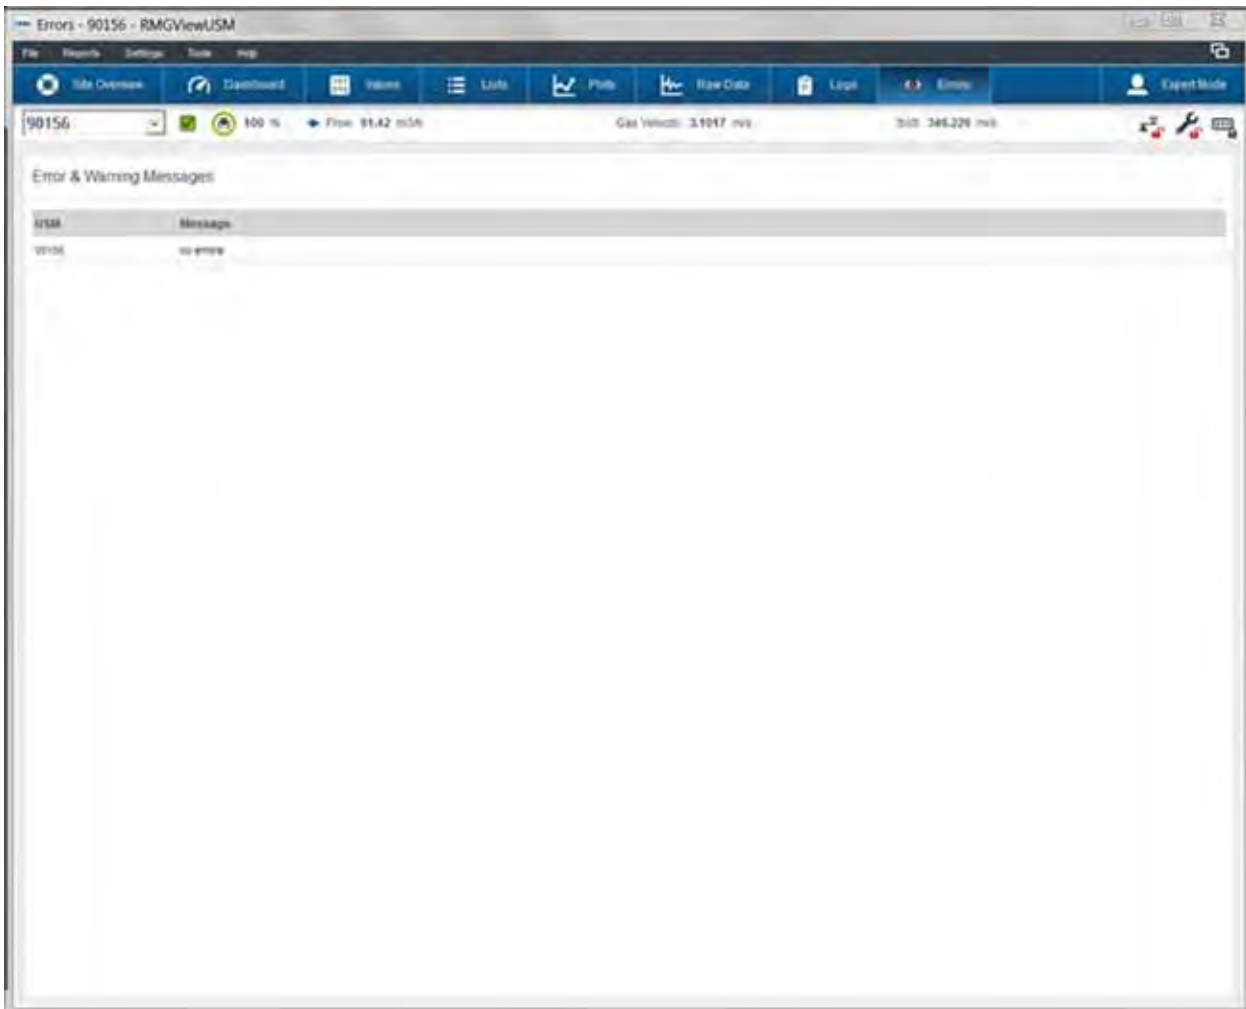 Errors - 90156 - RMGViewUSM
File Reports Settings Tools Help
Site Overview Dashboard Values Lists Plots Raw Data Logs Errors Expert Mode
90156 100 % Flow: 91.42 m3/h Gas Velocity: 3.1017 m/s SoS: m/s
Error & Warning Messages
USM Message
90156 no errors